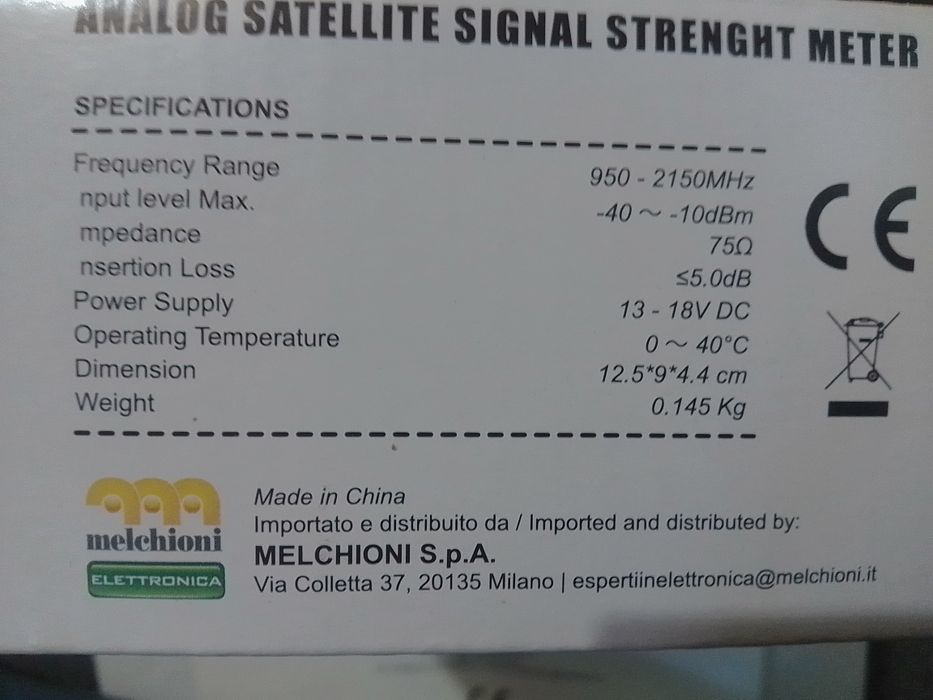 ANALOG SATELLITE SIGNAL STRENGHT METER
SPECIFICATIONS
Frequency Range 950 - 2150MHz
nput level Max. -40 ~ -10dBm
mpedance 75Ω
nsertion Loss ≤5.0dB
Power Supply 13 - 18V DC
Operating Temperature 0 ~ 40°C
Dimension 12.5*9*4.4 cm
Weight 0.145 Kg
CE
melchioni
ELETTRONICA
Made in China
Importato e distribuito da / Imported and distributed by:
MELCHIONI S.p.A.
Via Colletta 37, 20135 Milano | espertiinelettronica@melchioni.it